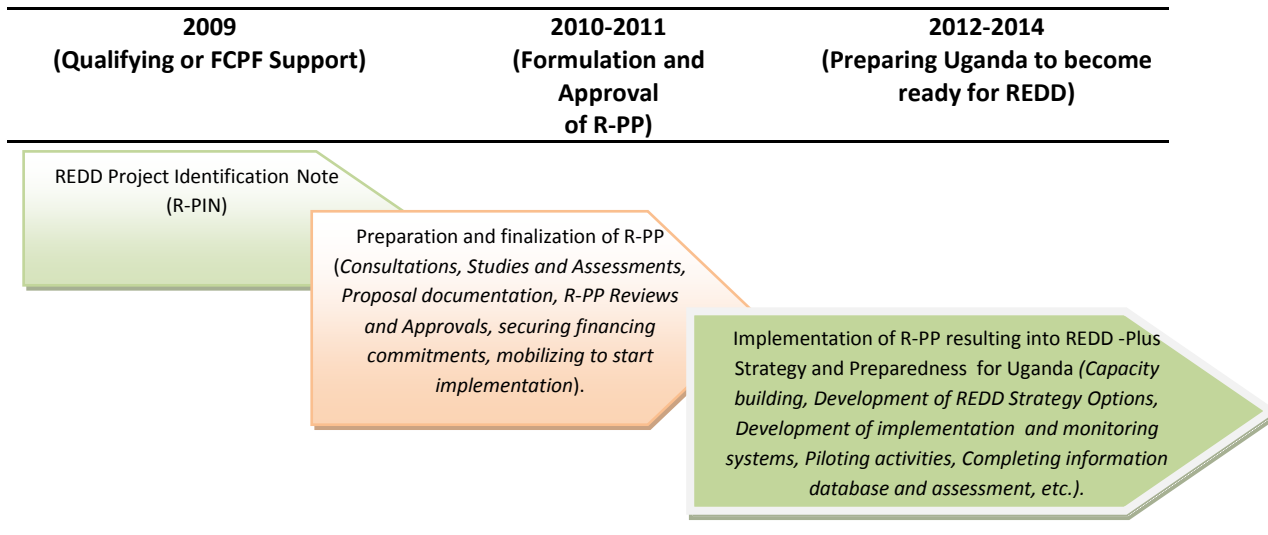 2009
(Qualifying or FCPF Support)
2010-2011
(Formulation and
Approval
of R-PP)
2012-2014
(Preparing Uganda to become
ready for REDD)
REDD Project Identification Note
(R-PIN)
Preparation and finalization of R-PP
(Consultations, Studies and Assessments,
Proposal documentation, R-PP Reviews
and Approvals, securing financing
commitments, mobilizing to start
implementation).
Implementation of R-PP resulting into REDD -Plus
Strategy and Preparedness for Uganda (Capacity
building, Development of REDD Strategy Options,
Development of implementation and monitoring
systems, Piloting activities, Completing information
database and assessment, etc.).